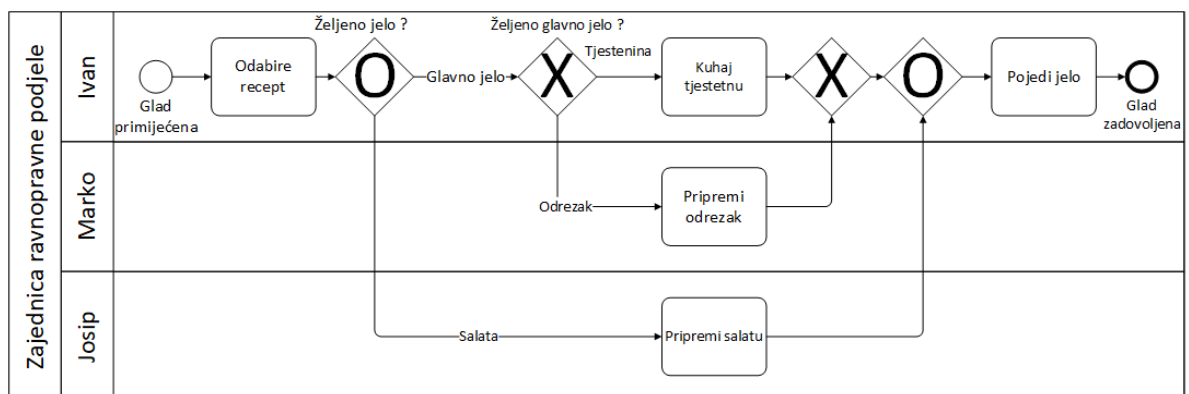 Zajednica ravnopravne podjele
Ivan
Glad
primijećena
Odabire
recept
Željeno jelo ?
O
Glavno jelo
Željeno glavno jelo ?
X
Tjestenina
Kuhaj
tjestetnu
X
O
Pojedi jelo
Glad
zadovoljena
Marko
Odrezak
Pripremi
odrezak
Josip
Salata
Pripremi salatu